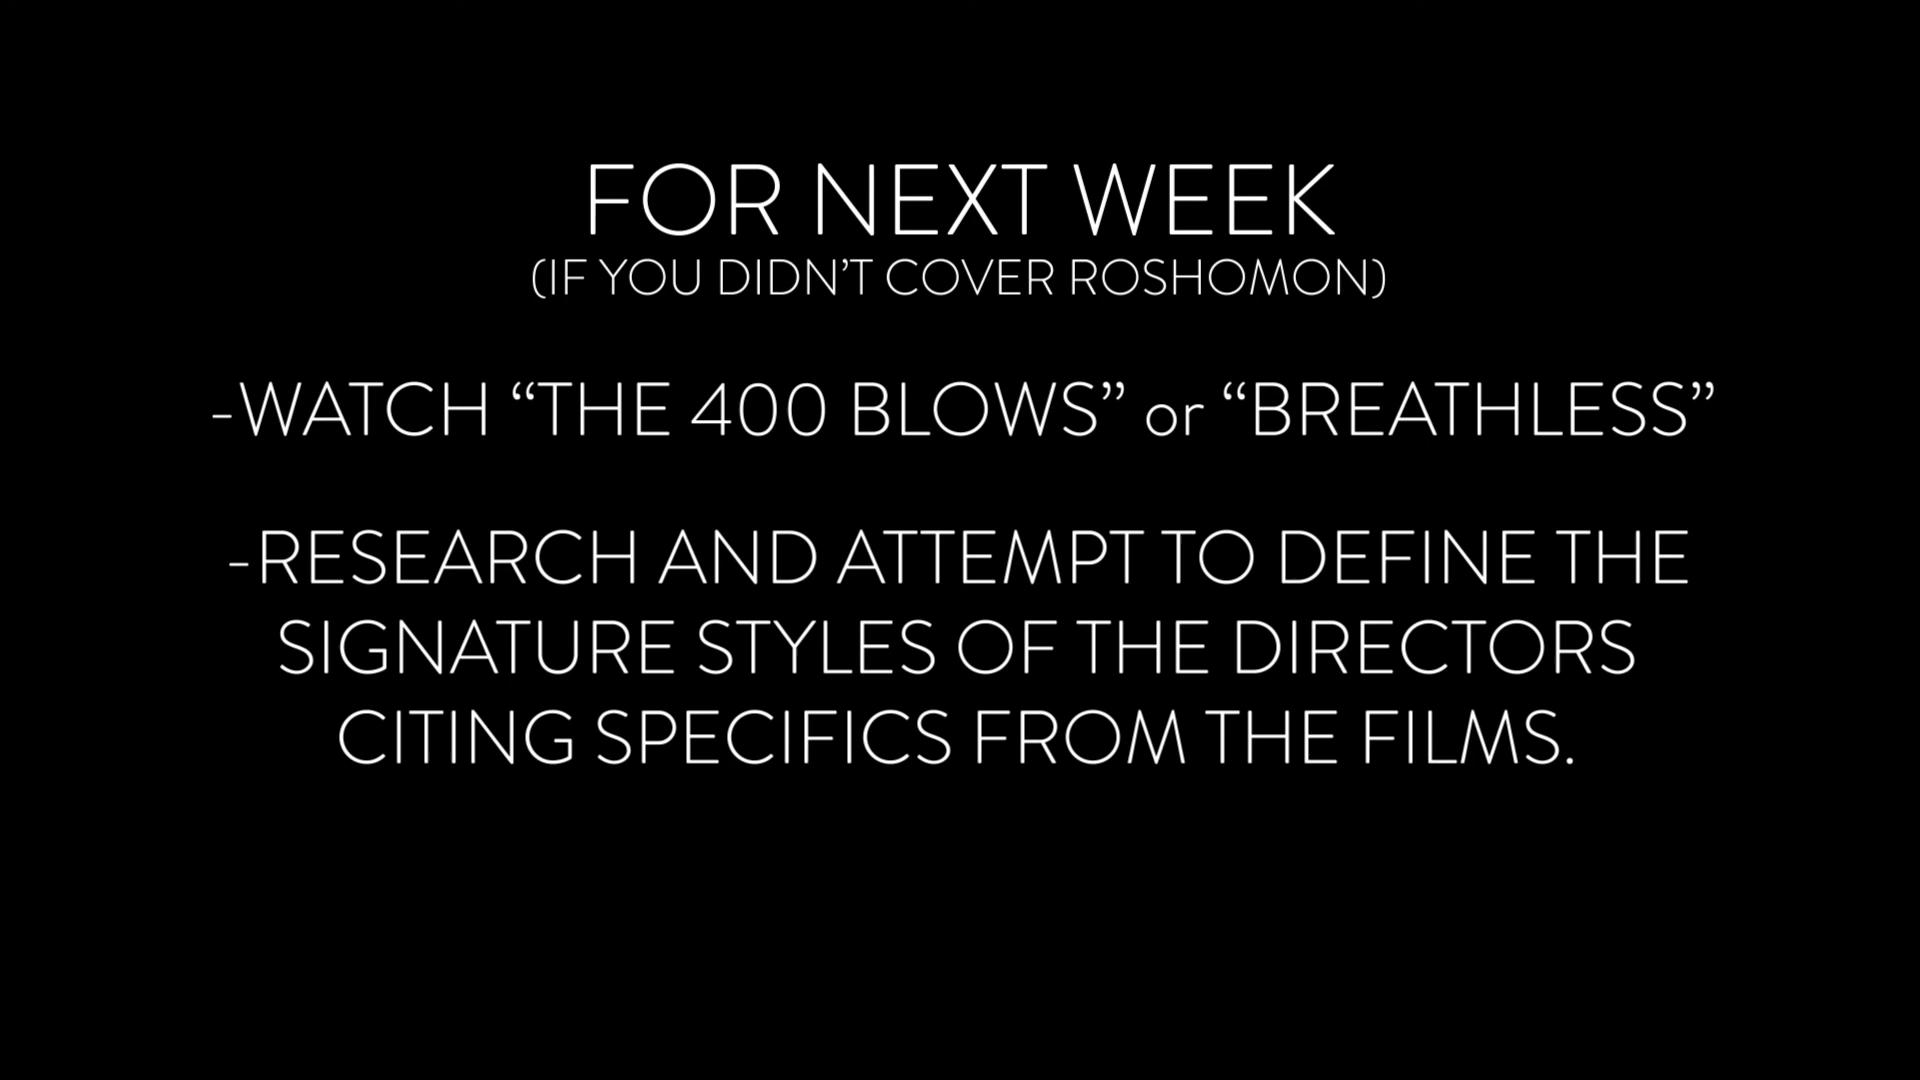 FOR NEXT WEEK
(IF YOU DIDN’T COVER ROSHOMON)
-WATCH “THE 400 BLOWS” or “BREATHLESS”
-RESEARCH AND ATTEMPT TO DEFINE THE
SIGNATURE STYLES OF THE DIRECTORS
CITING SPECIFICS FROM THE FILMS.